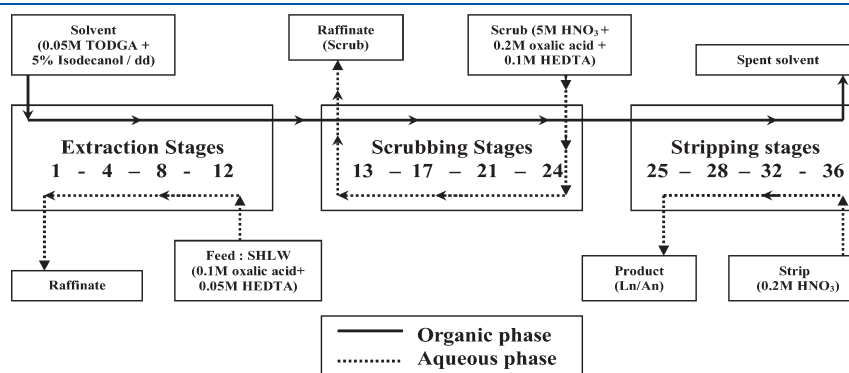 Solvent
(0.05M TODGA +
5% Isodecanol / dd)
Raffinate
(Scrub)
Scrub (5M HNO₃ +
0.2M oxalic acid +
0.1M HEDTA)
Spent solvent
Extraction Stages
1 - 4 – 8 - 12
Scrubbing Stages
13 – 17 – 21 – 24
Stripping stages
25 – 28 – 32 - 36
Raffinate
Feed : SHLW
(0.1M oxalic acid+
0.05M HEDTA)
Product
(Ln/An)
Strip
(0.2M HNO₃)
Organic phase
Aqueous phase